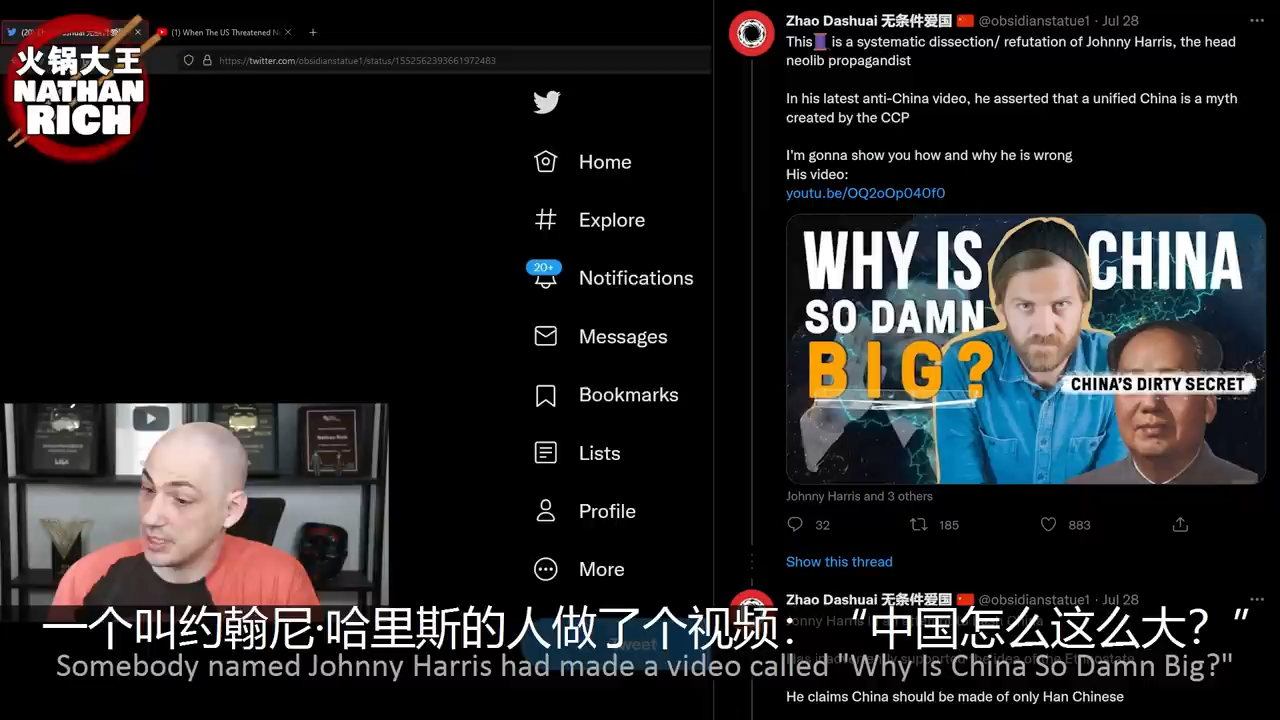 (1) When The US Threatened N
火锅大王
NATHAN
RICH
https://twitter.com/obsidianstatue1/status/1552562393661972483
Home
Explore
20+
Notifications
Messages
Bookmarks
Lists
Profile
More
Tweet
Zhao Dashuai 无条件爱国 🇨🇳 @obsidianstatue1 · Jul 28
This🧵 is a systematic dissection/ refutation of Johnny Harris, the head
neolib propagandist
In his latest anti-China video, he asserted that a unified China is a myth
created by the CCP
I'm gonna show you how and why he is wrong
His video:
youtu.be/OQ2oOp040f0
WHY IS CHINA
SO DAMN
BIG?
CHINA'S DIRTY SECRET
Johnny Harris and 3 others
32 185 883
Show this thread
Zhao Dashuai 无条件爱国 🇨🇳 @obsidianstatue1 · Jul 28
He claims China should be made of only Han Chinese
一个叫约翰尼·哈里斯的人做了个视频：“中国怎么这么大？”
Somebody named Johnny Harris had made a video called "Why Is China So Damn Big?"